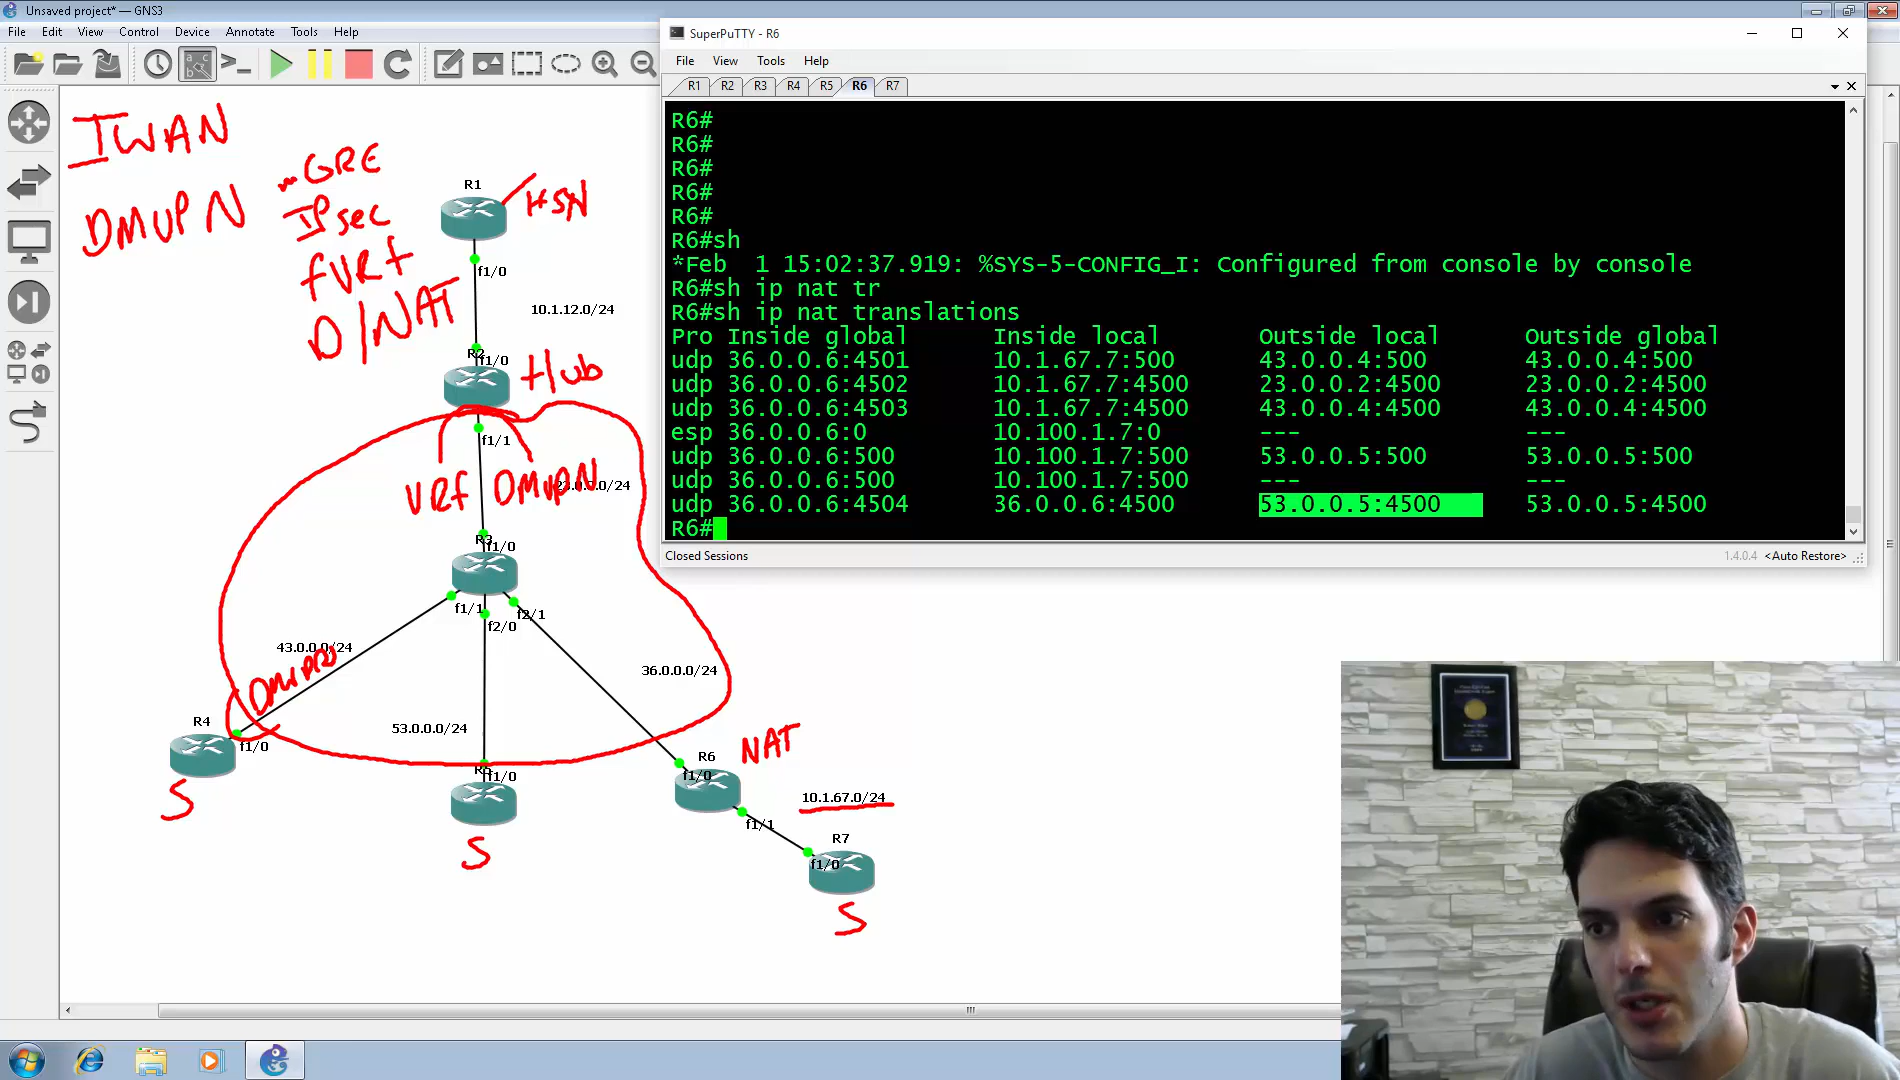 Unsaved project* — GNS3
File Edit View Control Device Annotate Tools Help
IWAN
DMVPN
mGRE
IPsec
fVRf
D/NAT
R1
HSN
f1/0
10.1.12.0/24
R2
f1/0
Hub
f1/1
VRf DMVPN
23.0.0.0/24
R3
f1/0
f1/1
f2/1
f2/0
43.0.0.0/24
DMVPN
36.0.0.0/24
53.0.0.0/24
R4
f1/0
S
R5
f1/0
S
R6
NAT
f1/0
10.1.67.0/24
f1/1
R7
f1/0
S
SuperPuTTY - R6
File View Tools Help
R1 R2 R3 R4 R5 R6 R7
R6#
R6#
R6#
R6#
R6#
R6#sh
*Feb 1 15:02:37.919: %SYS-5-CONFIG_I: Configured from console by console
R6#sh ip nat tr
R6#sh ip nat translations
Pro Inside global Inside local Outside local Outside global
udp 36.0.0.6:4501 10.1.67.7:500 43.0.0.4:500 43.0.0.4:500
udp 36.0.0.6:4502 10.1.67.7:4500 23.0.0.2:4500 23.0.0.2:4500
udp 36.0.0.6:4503 10.1.67.7:4500 43.0.0.4:4500 43.0.0.4:4500
esp 36.0.0.6:0 10.100.1.7:0 --- ---
udp 36.0.0.6:500 10.100.1.7:500 53.0.0.5:500 53.0.0.5:500
udp 36.0.0.6:500 10.100.1.7:500 --- ---
udp 36.0.0.6:4504 36.0.0.6:4500 53.0.0.5:4500 53.0.0.5:4500
R6#
Closed Sessions 1.4.0.4 <Auto Restore>